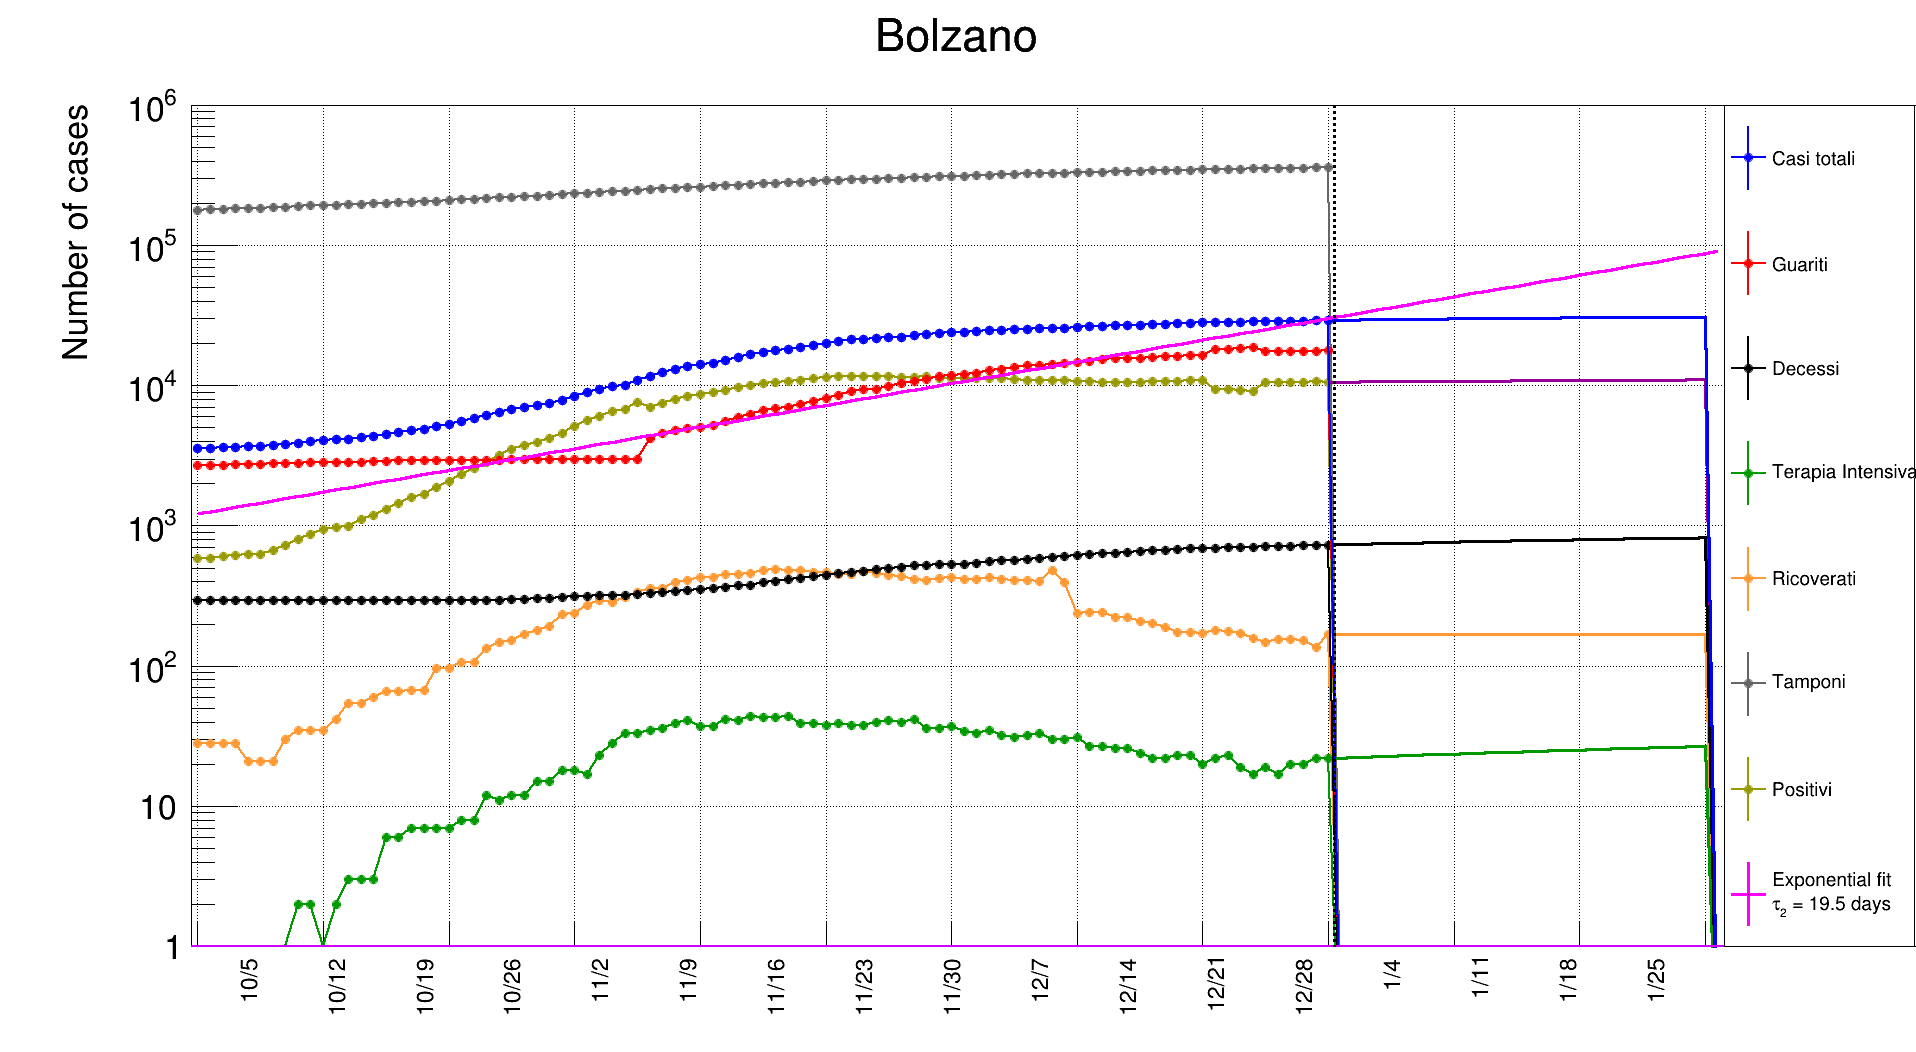 Bolzano
Number of cases
10^6
10^5
10^4
10^3
10^2
10
1
10/5
10/12
10/19
10/26
11/2
11/9
11/16
11/23
11/30
12/7
12/14
12/21
12/28
1/4
1/11
1/18
1/25
Casi totali
Guariti
Decessi
Terapia Intensiva
Ricoverati
Tamponi
Positivi
Exponential fit
τ₂ = 19.5 days